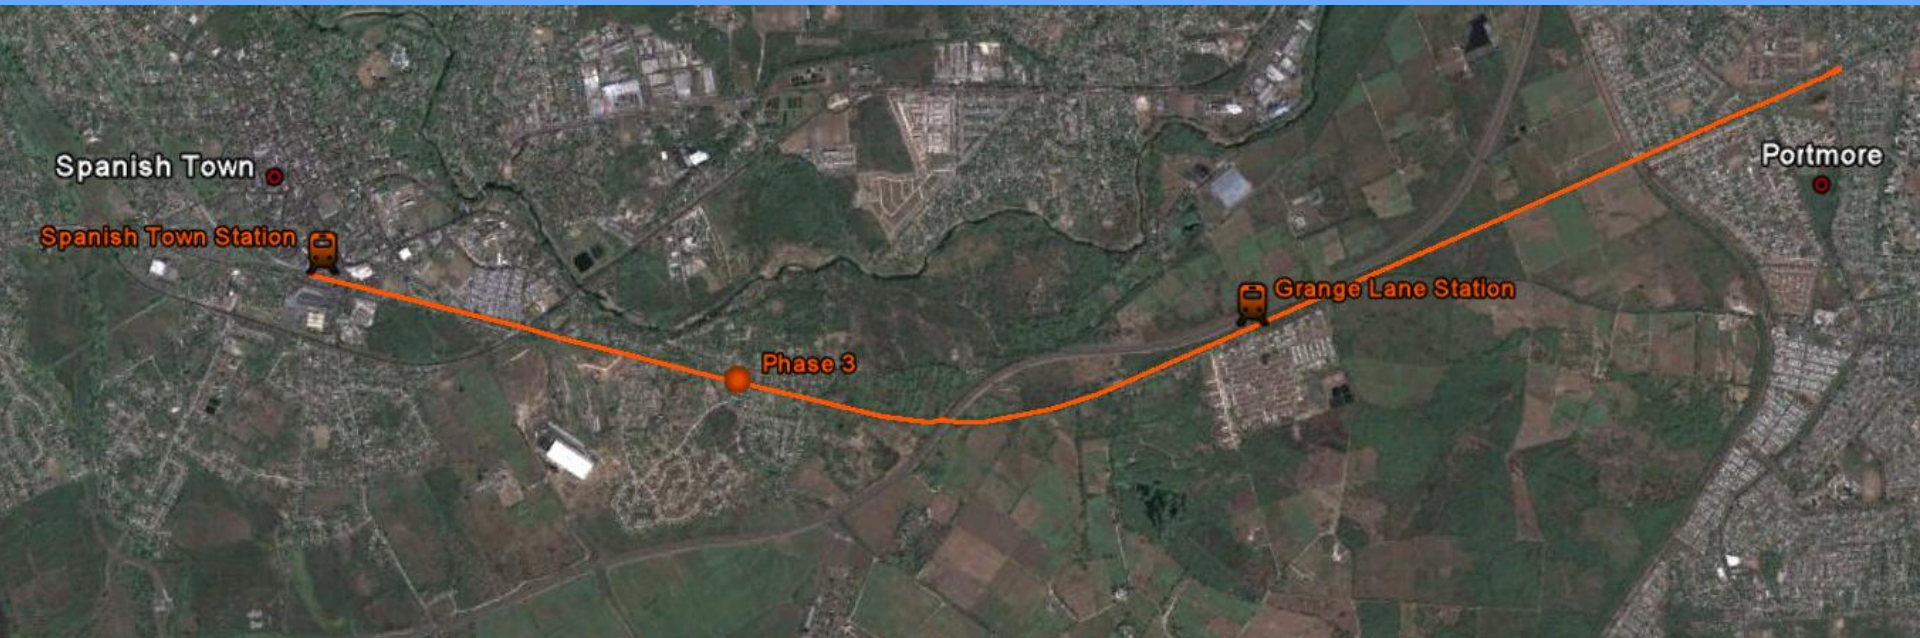 Spanish Town
Portmore
Spanish Town Station
Grange Lane Station
Phase 3